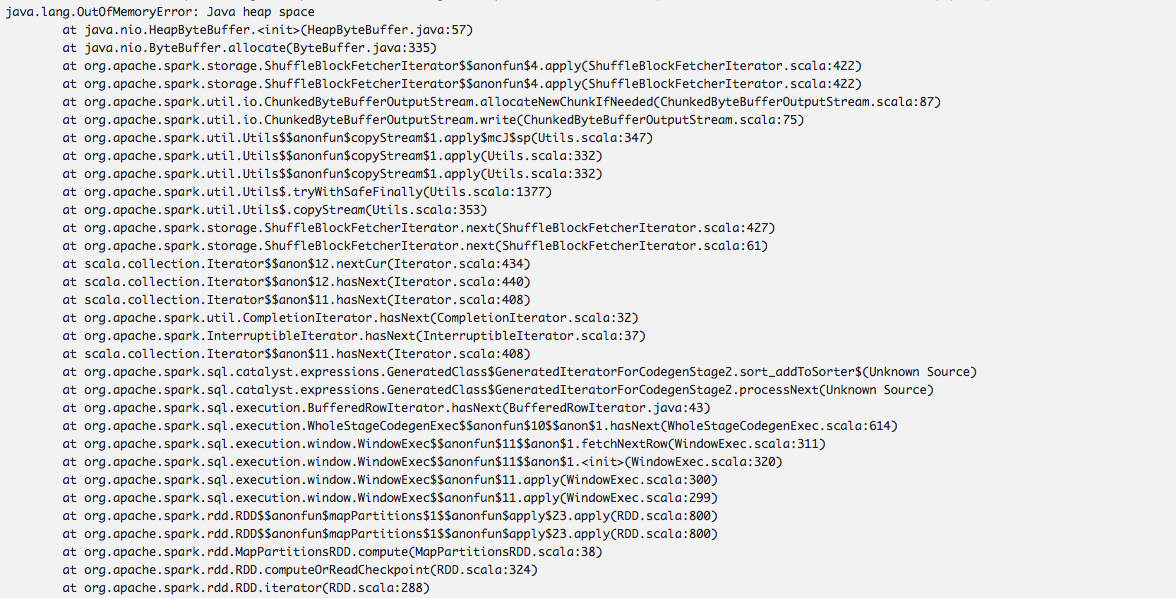 java.lang.OutOfMemoryError: Java heap space
at java.nio.HeapByteBuffer.<init>(HeapByteBuffer.java:57)
at java.nio.ByteBuffer.allocate(ByteBuffer.java:335)
at org.apache.spark.storage.ShuffleBlockFetcherIterator$$anonfun$4.apply(ShuffleBlockFetcherIterator.scala:422)
at org.apache.spark.storage.ShuffleBlockFetcherIterator$$anonfun$4.apply(ShuffleBlockFetcherIterator.scala:422)
at org.apache.spark.util.io.ChunkedByteBufferOutputStream.allocateNewChunkIfNeeded(ChunkedByteBufferOutputStream.scala:87)
at org.apache.spark.util.io.ChunkedByteBufferOutputStream.write(ChunkedByteBufferOutputStream.scala:75)
at org.apache.spark.util.Utils$$anonfun$copyStream$1.apply$mcJ$sp(Utils.scala:347)
at org.apache.spark.util.Utils$$anonfun$copyStream$1.apply(Utils.scala:332)
at org.apache.spark.util.Utils$$anonfun$copyStream$1.apply(Utils.scala:332)
at org.apache.spark.util.Utils$.tryWithSafeFinally(Utils.scala:1377)
at org.apache.spark.util.Utils$.copyStream(Utils.scala:353)
at org.apache.spark.storage.ShuffleBlockFetcherIterator.next(ShuffleBlockFetcherIterator.scala:427)
at org.apache.spark.storage.ShuffleBlockFetcherIterator.next(ShuffleBlockFetcherIterator.scala:61)
at scala.collection.Iterator$$anon$12.nextCur(Iterator.scala:434)
at scala.collection.Iterator$$anon$12.hasNext(Iterator.scala:440)
at scala.collection.Iterator$$anon$11.hasNext(Iterator.scala:408)
at org.apache.spark.util.CompletionIterator.hasNext(CompletionIterator.scala:32)
at org.apache.spark.InterruptibleIterator.hasNext(InterruptibleIterator.scala:37)
at scala.collection.Iterator$$anon$11.hasNext(Iterator.scala:408)
at org.apache.spark.sql.catalyst.expressions.GeneratedClass$GeneratedIteratorForCodegenStage2.sort_addToSorter$(Unknown Source)
at org.apache.spark.sql.catalyst.expressions.GeneratedClass$GeneratedIteratorForCodegenStage2.processNext(Unknown Source)
at org.apache.spark.sql.execution.BufferedRowIterator.hasNext(BufferedRowIterator.java:43)
at org.apache.spark.sql.execution.WholeStageCodegenExec$$anonfun$10$$anon$1.hasNext(WholeStageCodegenExec.scala:614)
at org.apache.spark.sql.execution.window.WindowExec$$anonfun$11$$anon$1.fetchNextRow(WindowExec.scala:311)
at org.apache.spark.sql.execution.window.WindowExec$$anonfun$11$$anon$1.<init>(WindowExec.scala:320)
at org.apache.spark.sql.execution.window.WindowExec$$anonfun$11.apply(WindowExec.scala:300)
at org.apache.spark.sql.execution.window.WindowExec$$anonfun$11.apply(WindowExec.scala:299)
at org.apache.spark.rdd.RDD$$anonfun$mapPartitions$1$$anonfun$apply$23.apply(RDD.scala:800)
at org.apache.spark.rdd.RDD$$anonfun$mapPartitions$1$$anonfun$apply$23.apply(RDD.scala:800)
at org.apache.spark.rdd.MapPartitionsRDD.compute(MapPartitionsRDD.scala:38)
at org.apache.spark.rdd.RDD.computeOrReadCheckpoint(RDD.scala:324)
at org.apache.spark.rdd.RDD.iterator(RDD.scala:288)